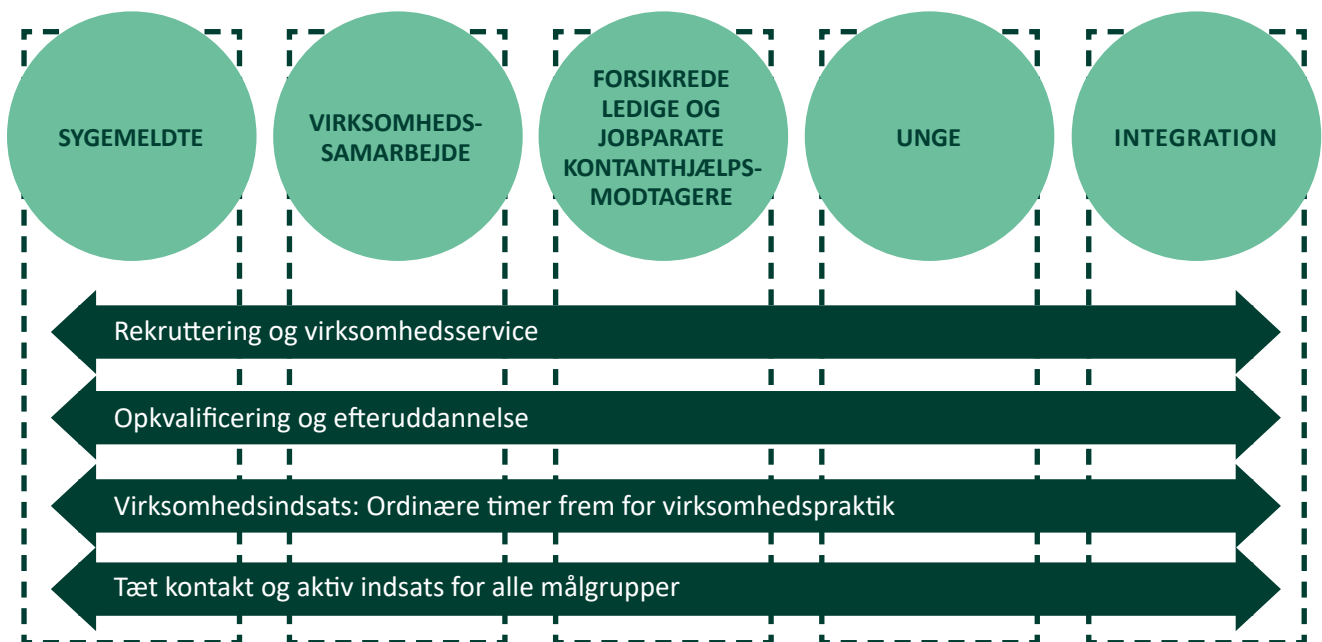 SYGEMELDTE
VIRKSOMHEDS-
SAMARBEJDE
FORSIKREDE
LEDIGE OG
JOBPARATE
KONTANTHJÆLPS-
MODTAGERE
UNGE
INTEGRATION
Rekruttering og virksomhedsservice
Opkvalificering og efteruddannelse
Virksomhedsindsats: Ordinære timer frem for virksomhedspraktik
Tæt kontakt og aktiv indsats for alle målgrupper